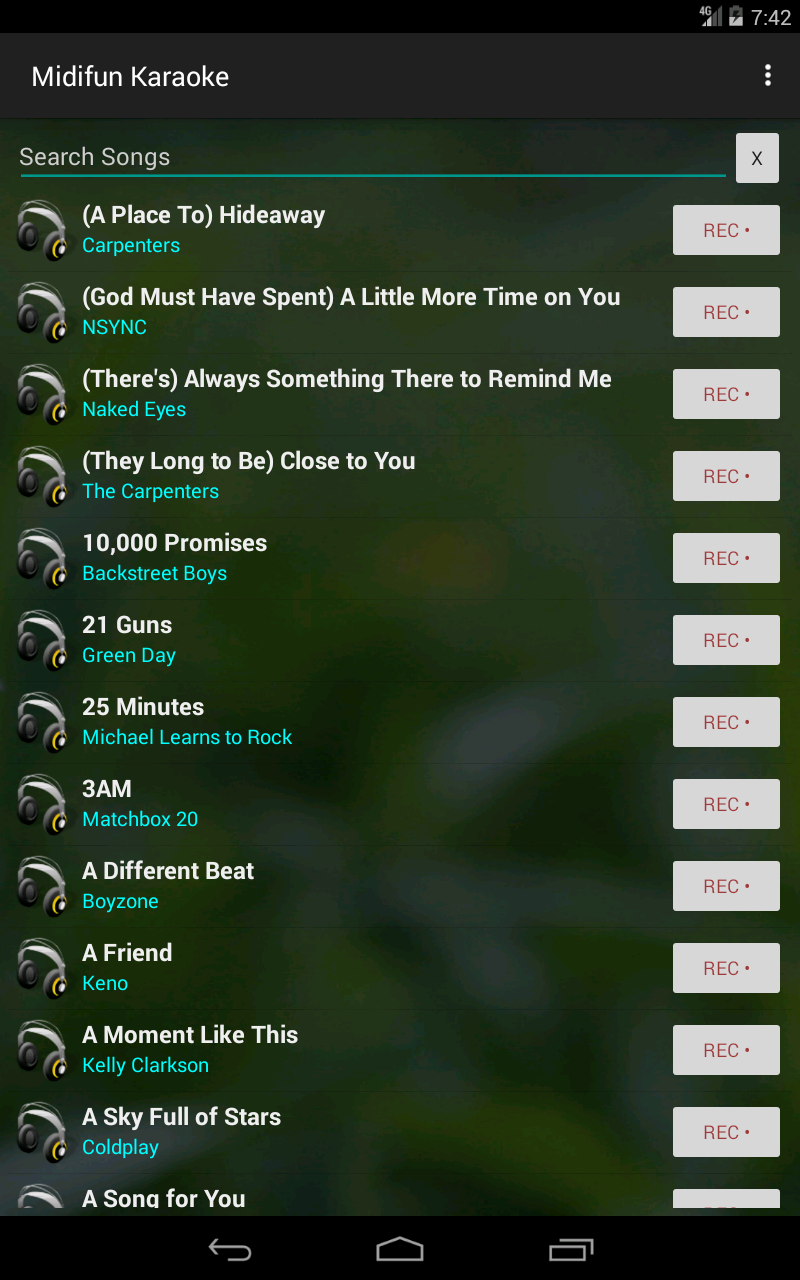 4G 7:42
Midifun Karaoke
Search Songs X
(A Place To) Hideaway
Carpenters
REC •
(God Must Have Spent) A Little More Time on You
NSYNC
REC •
(There's) Always Something There to Remind Me
Naked Eyes
REC •
(They Long to Be) Close to You
The Carpenters
REC •
10,000 Promises
Backstreet Boys
REC •
21 Guns
Green Day
REC •
25 Minutes
Michael Learns to Rock
REC •
3AM
Matchbox 20
REC •
A Different Beat
Boyzone
REC •
A Friend
Keno
REC •
A Moment Like This
Kelly Clarkson
REC •
A Sky Full of Stars
Coldplay
REC •
A Song for You